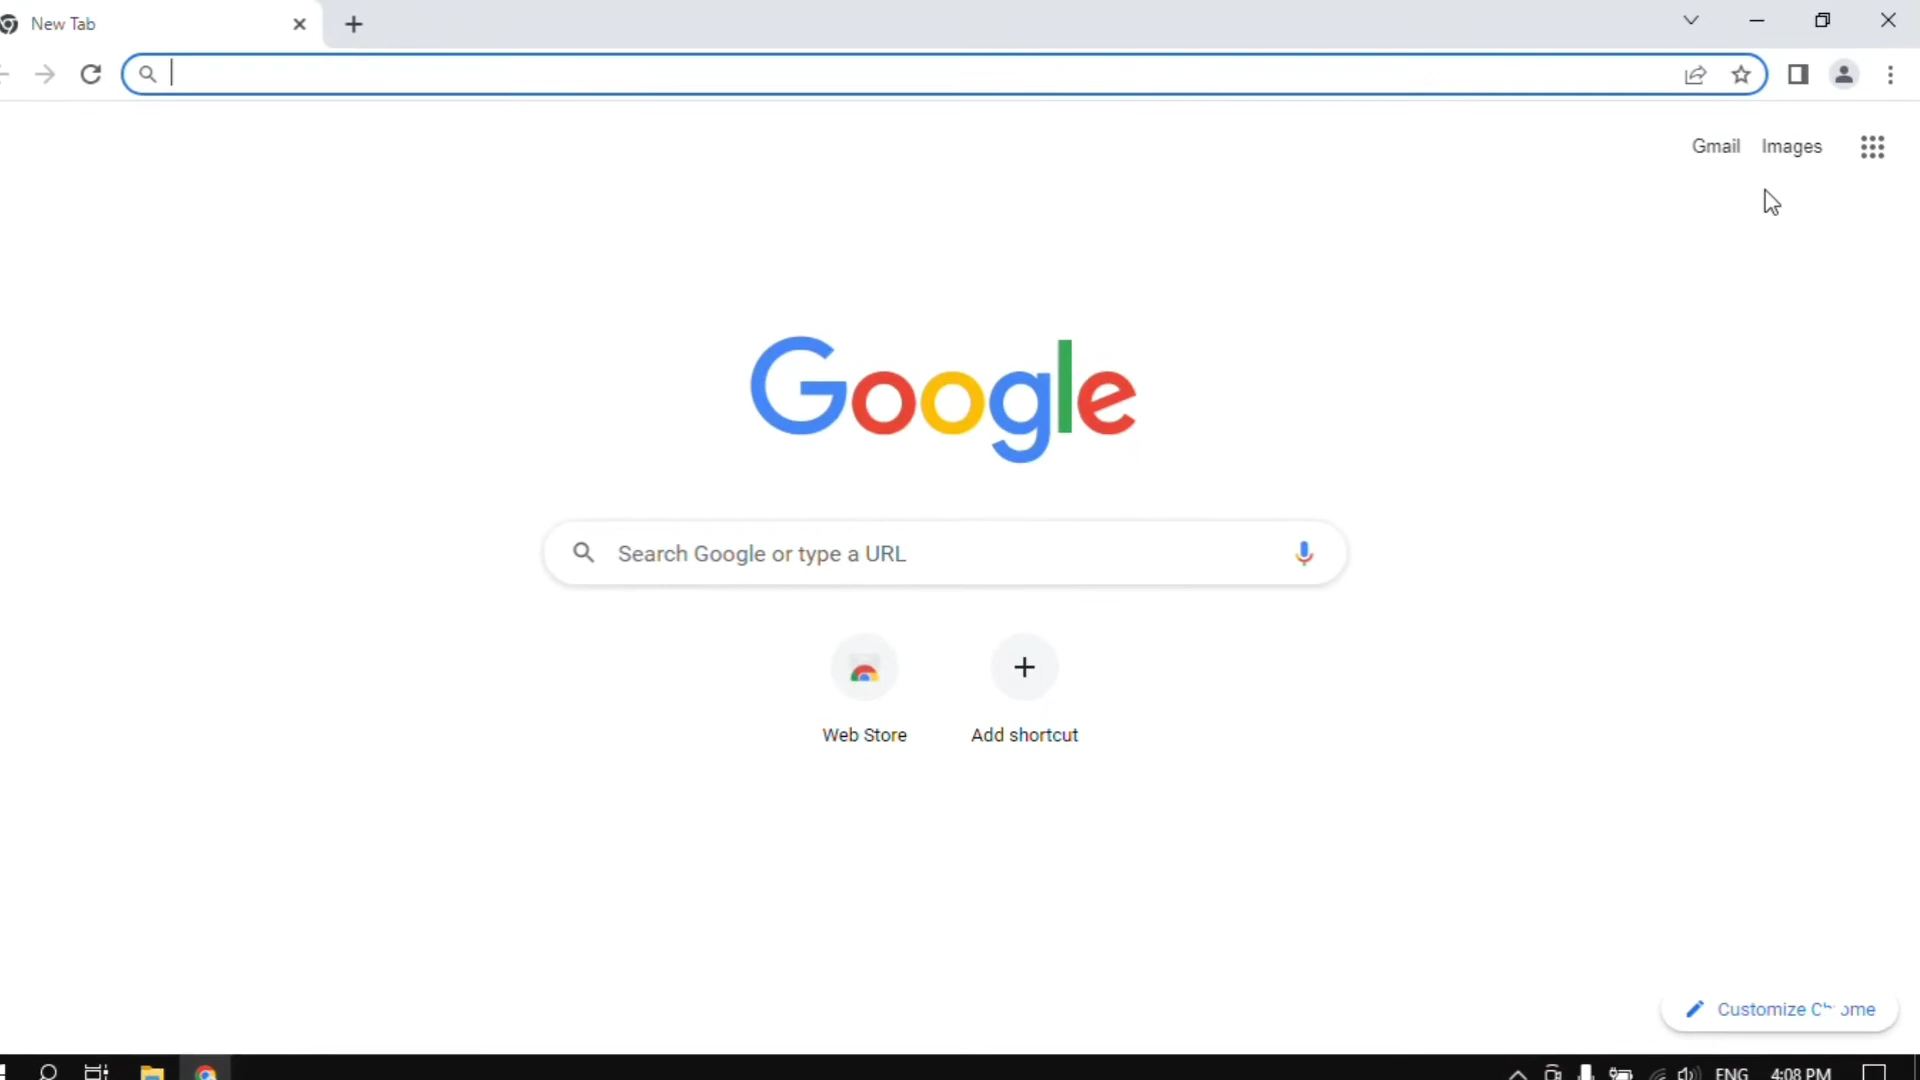 New Tab
Gmail Images
Google
Search Google or type a URL
Web Store Add shortcut
Customize
ENG 4:08 PM